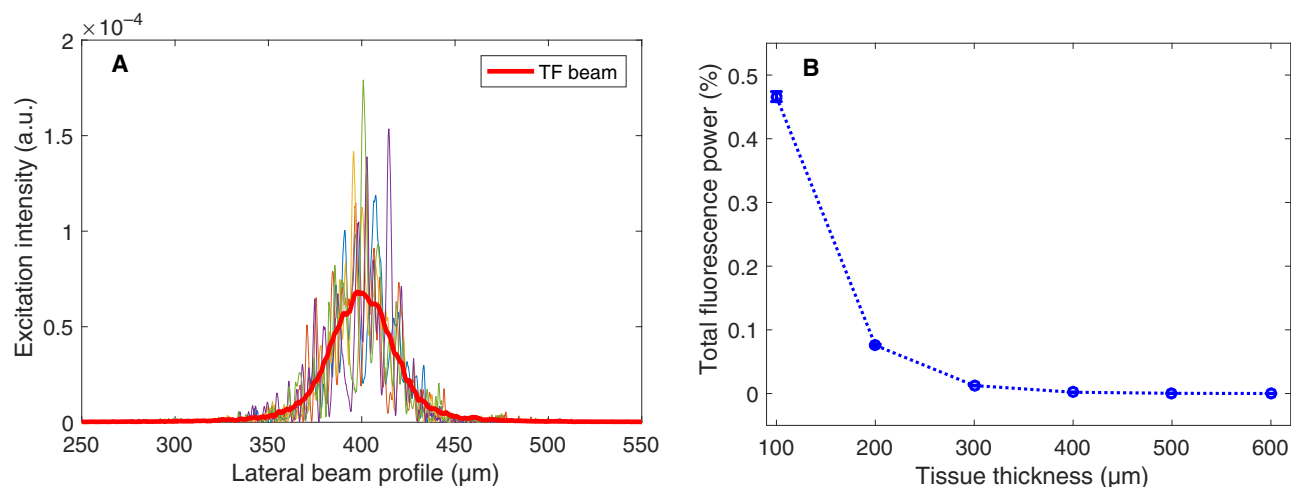 ×10⁻⁴
A
TF beam
Excitation intensity (a.u.)
2
1.5
1
0.5
0
250 300 350 400 450 500 550
Lateral beam profile (µm)
B
Total fluorescence power (%)
0.5
0.4
0.3
0.2
0.1
0
100 200 300 400 500 600
Tissue thickness (µm)